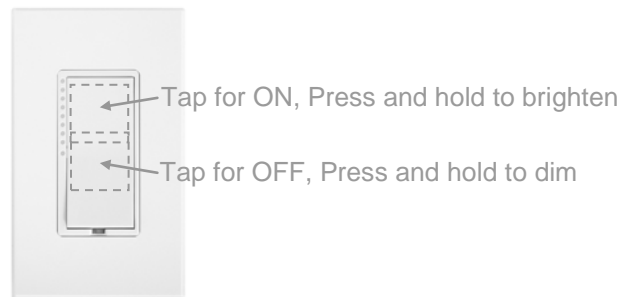 Tap for ON, Press and hold to brighten
Tap for OFF, Press and hold to dim